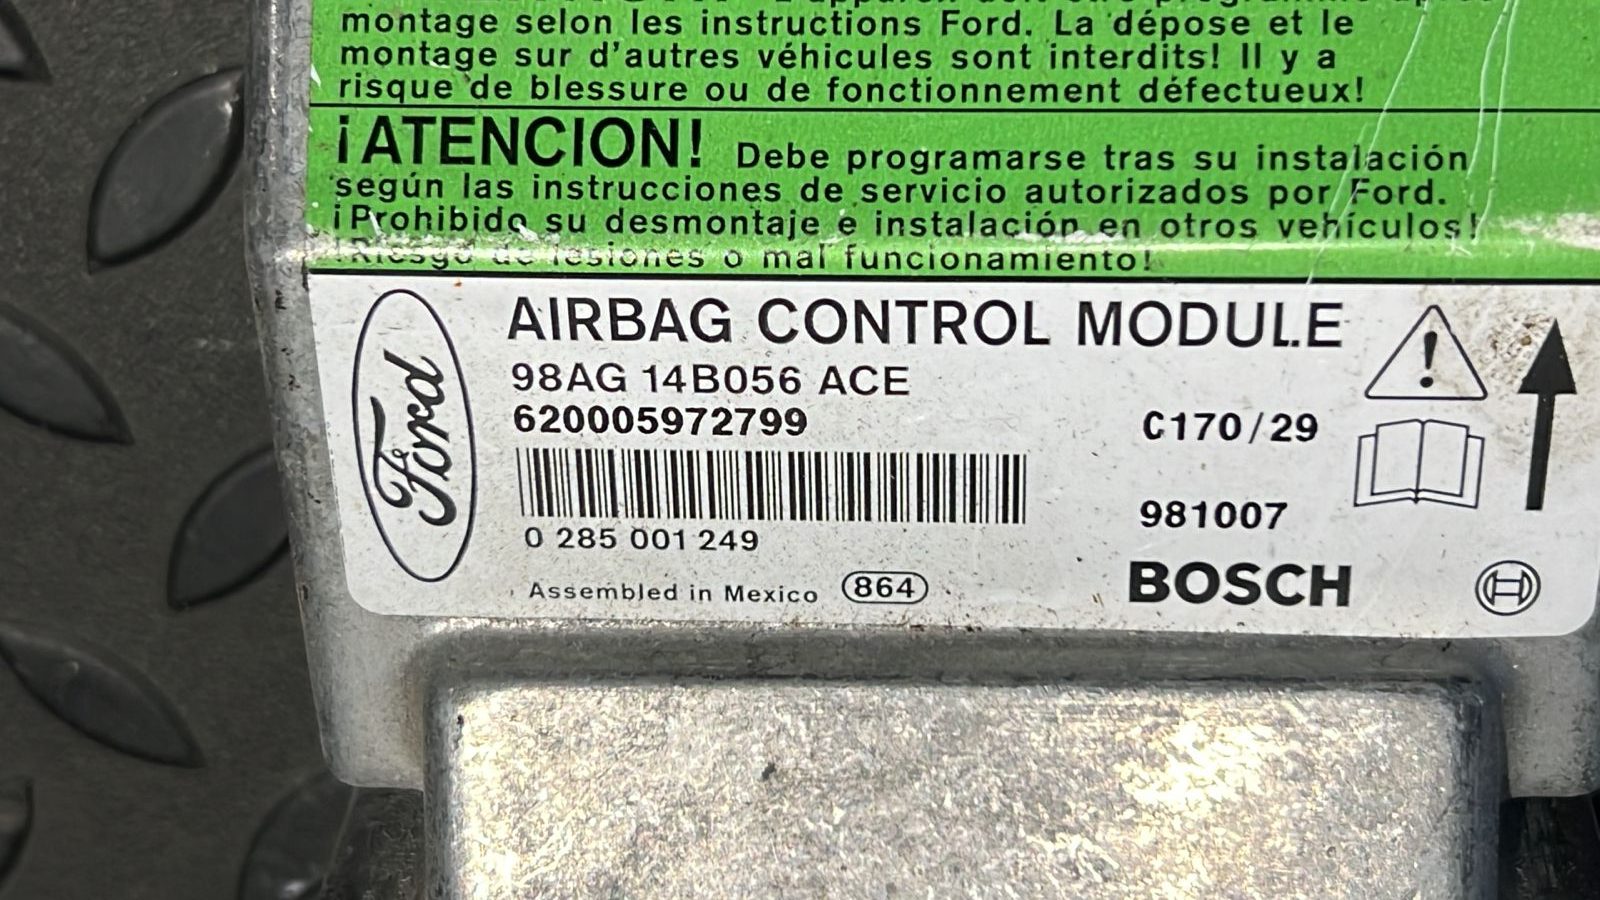 montage selon les instructions Ford. La dépose et le
montage sur d'autres véhicules sont interdits! Il y a
risque de blessure ou de fonctionnement défectueux!
¡ATENCION! Debe programarse tras su instalación
según las instrucciones de servicio autorizados por Ford.
¡Prohibido su desmontaje e instalación en otros vehículos!
¡Riesgo de lesiones o mal funcionamiento!
Ford
AIRBAG CONTROL MODULE
98AG 14B056 ACE
620005972799
C170/29
0 285 001 249
981007
Assembled in Mexico 864
BOSCH